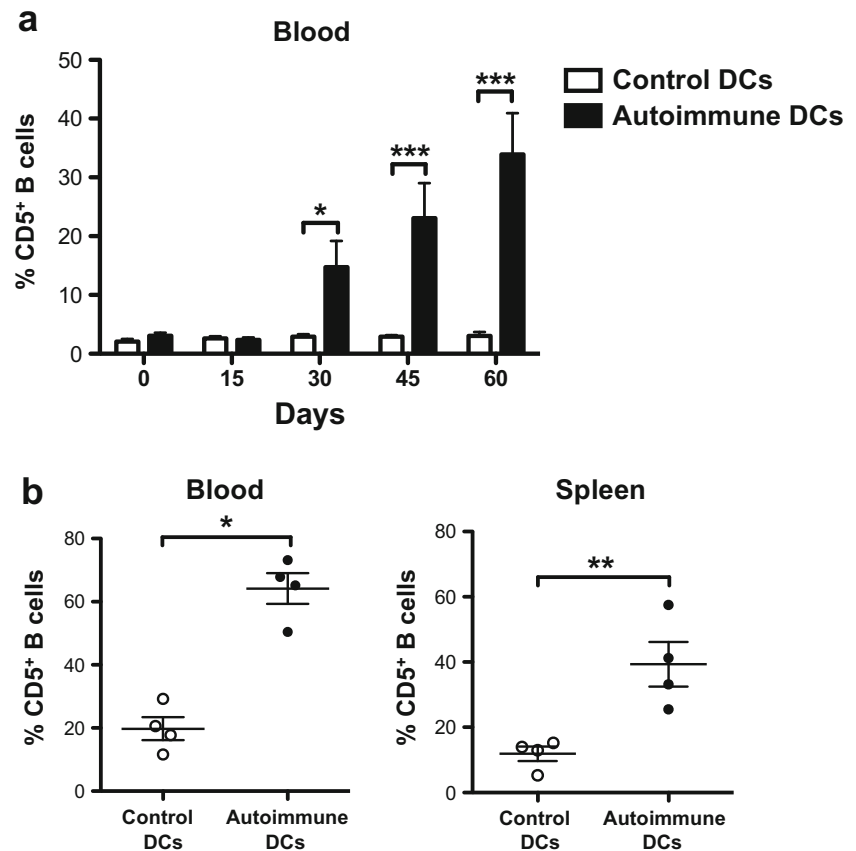 a
Blood
% CD5⁺ B cells
50
40
30
20
10
0
*
***
***
0 15 30 45 60
Days
Control DCs
Autoimmune DCs
b
Blood
% CD5⁺ B cells
80
60
40
20
0
*
Control DCs
Autoimmune DCs
Spleen
% CD5⁺ B cells
80
60
40
20
0
**
Control DCs
Autoimmune DCs